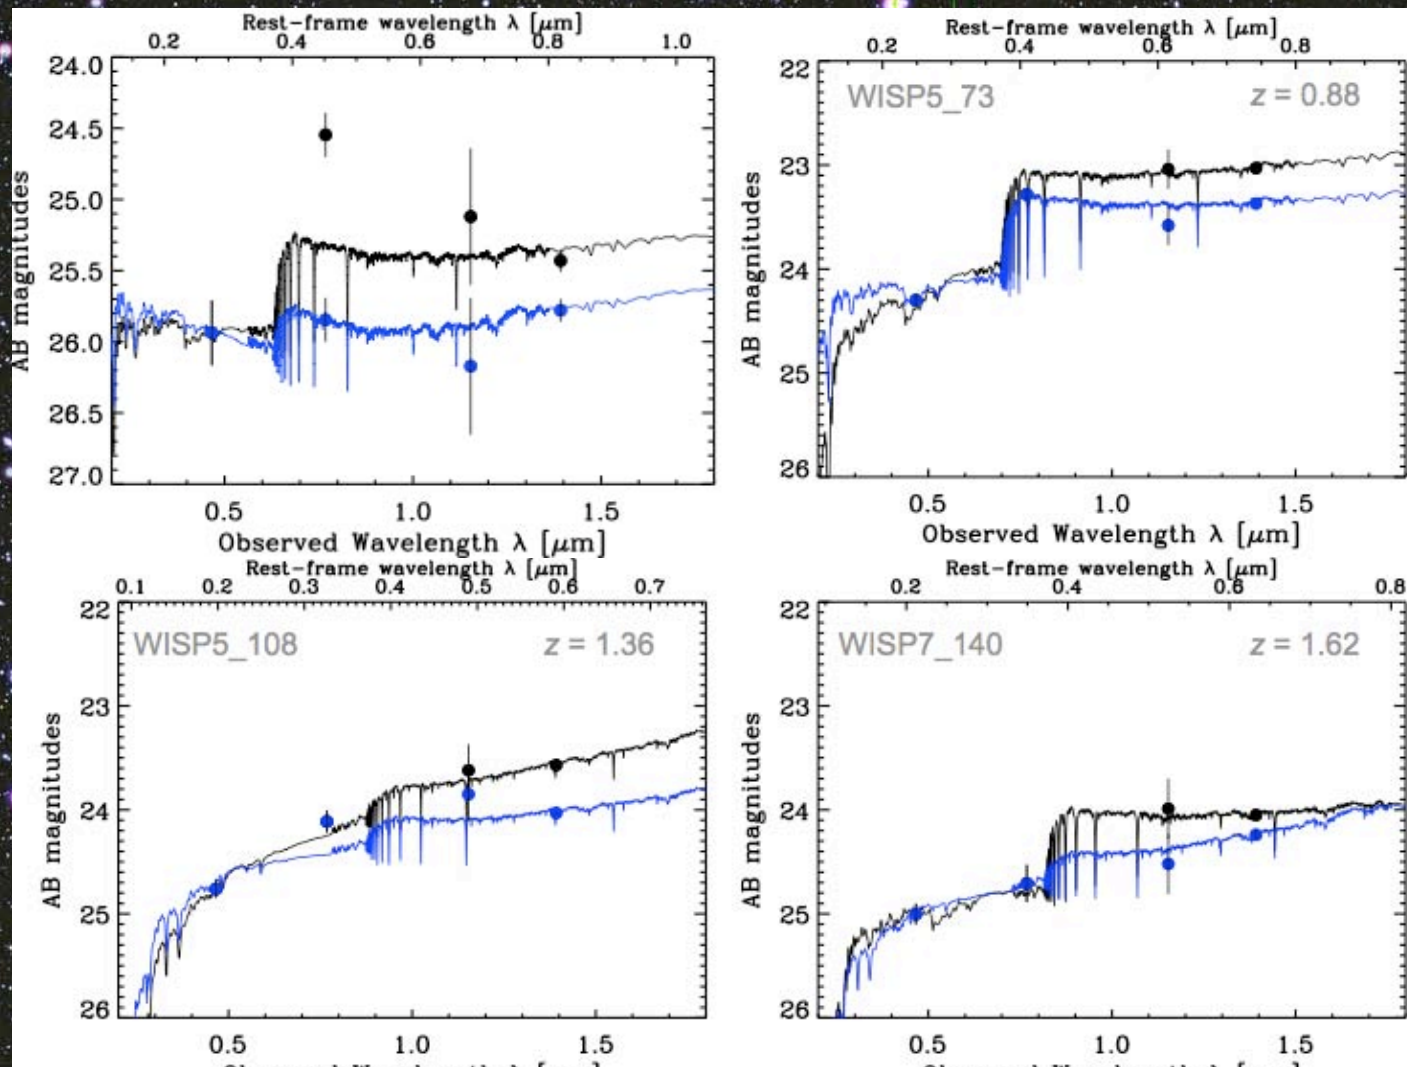 Rest-frame wavelength λ [μm]
0.2 0.4 0.6 0.8 1.0
24.0
24.5
25.0
25.5
26.0
26.5
27.0
AB magnitudes
0.5 1.0 1.5
Observed Wavelength λ [μm]
Rest-frame wavelength λ [μm]
0.2 0.4 0.6 0.8
WISP5_73 z = 0.88
22
23
24
25
26
AB magnitudes
0.5 1.0 1.5
Observed Wavelength λ [μm]
Rest-frame wavelength λ [μm]
0.1 0.2 0.3 0.4 0.5 0.6 0.7
WISP5_108 z = 1.36
22
23
24
25
26
AB magnitudes
0.5 1.0 1.5
Observed Wavelength λ [μm]
Rest-frame wavelength λ [μm]
0.2 0.4 0.6 0.8
WISP7_140 z = 1.62
22
23
24
25
26
AB magnitudes
0.5 1.0 1.5
Observed Wavelength λ [μm]